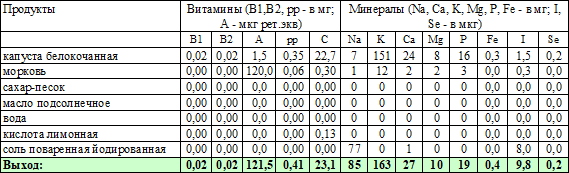 Продукты Витамины (В1,В2, рр - в мг; Минералы (Na, Ca, K, Mg, P, Fe - в мг; I,
А - мкг рет.экв) Se - в мкг)
В1 В2 А рр С Na K Ca Mg P Fe I Se
капуста белокочанная 0,02 0,02 1,5 0,35 22,7 7 151 24 8 16 0,3 1,5 0,2
морковь 0,00 0,00 120,0 0,06 0,30 1 12 2 2 3 0,0 0,3 0,0
сахар-песок 0,00 0,00 0,0 0,00 0,00 0 0 0 0 0 0,0 0,0 0,0
масло подсолнечное 0,00 0,00 0,0 0,00 0,00 0 0 0 0 0 0,0 0,0 0,0
вода 0,00 0,00 0,0 0,00 0,00 0 0 0 0 0 0,0 0,0 0,0
кислота лимонная 0,00 0,00 0,0 0,00 0,13 0 0 0 0 0 0,0 0,0 0,0
соль поваренная йодированная 0,00 0,00 0,0 0,00 0,00 77 0 1 0 0 0,0 8,0 0,0
Выход: 0,02 0,02 121,5 0,41 23,1 85 163 27 10 19 0,4 9,8 0,2